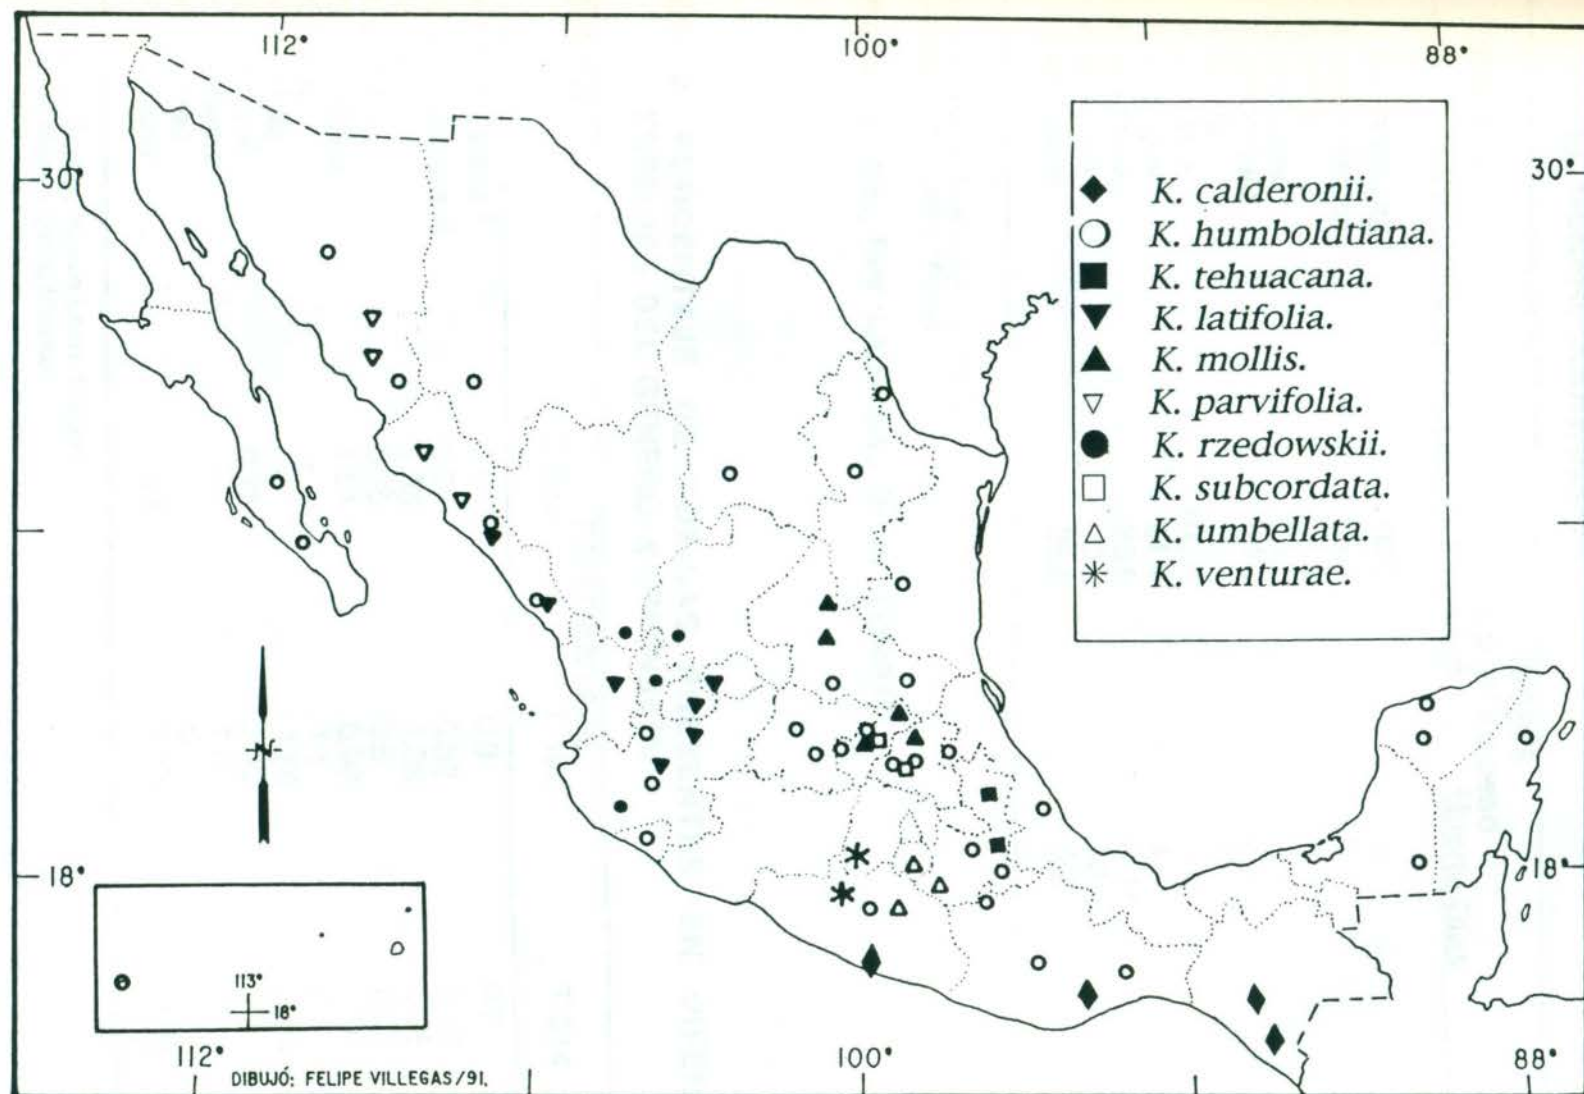 112°
100°
88°
30°
30°
K. calderonii.
K. humboldtiana.
K. tehuacana.
K. latifolia.
K. mollis.
K. parvifolia.
K. rzedowskii.
K. subcordata.
K. umbellata.
K. venturae.
N
18°
18°
113°
18°
112°
100°
88°
DIBUJÓ: FELIPE VILLEGAS/91.